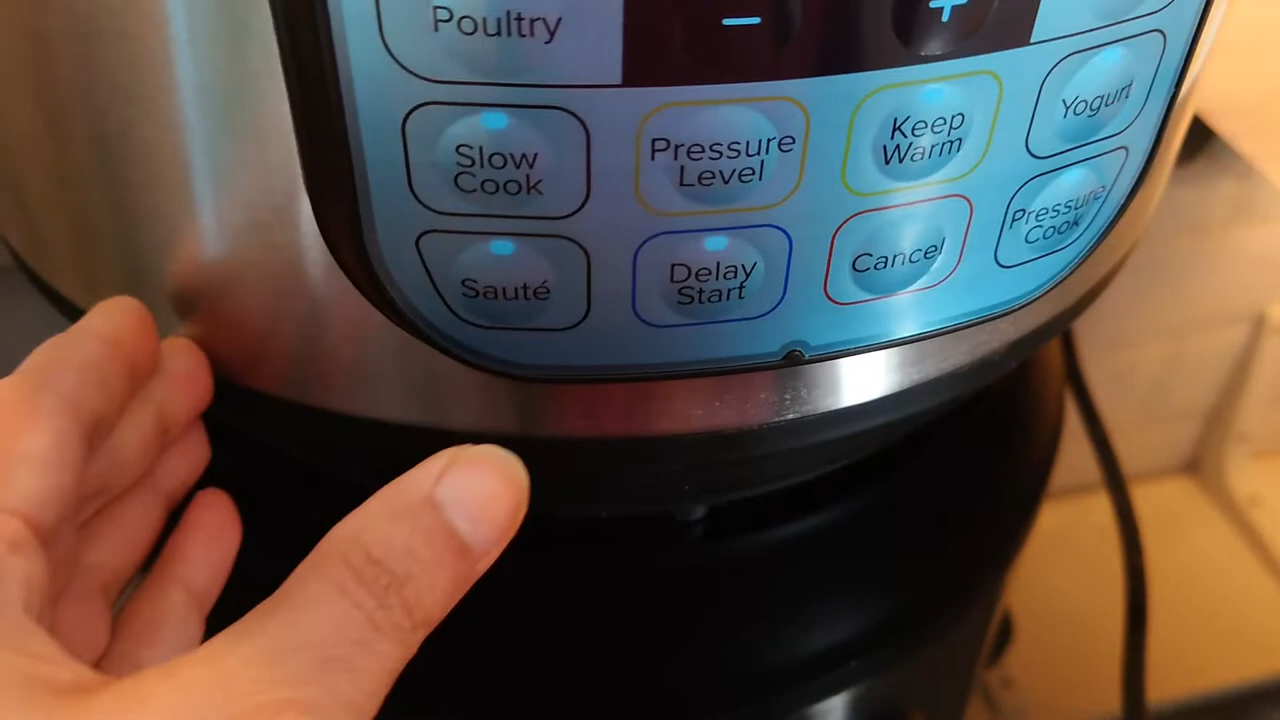 Poultry
Slow
Cook
Pressure
Level
Keep
Warm
Yogurt
Sauté
Delay
Start
Cancel
Pressure
Cook